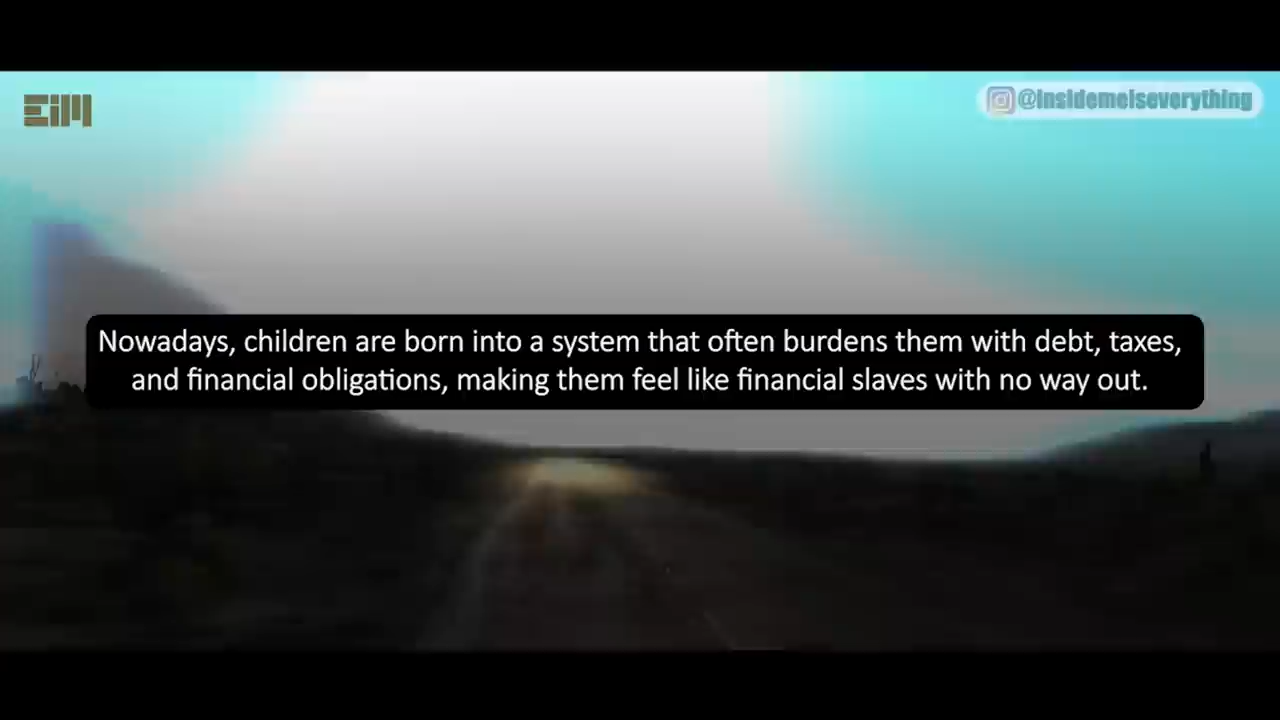 EiM
@insidemeiseverything
Nowadays, children are born into a system that often burdens them with debt, taxes,
and financial obligations, making them feel like financial slaves with no way out.